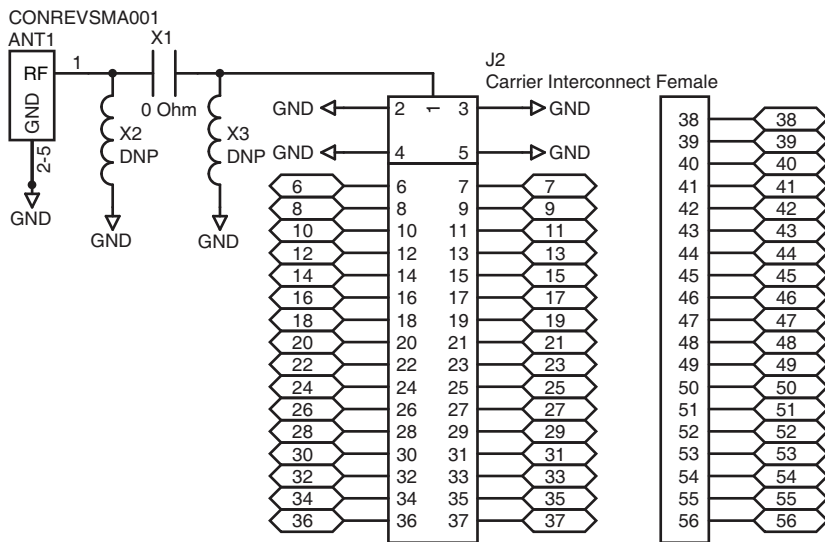 CONREVSMA001
ANT1
RF
GND
1
2-5
GND
X1
0 Ohm
X2
DNP
GND
X3
DNP
GND
J2
Carrier Interconnect Female
1
GND 2 3 GND
GND 4 5 GND
6 6 7 7
8 8 9 9
10 10 11 11
12 12 13 13
14 14 15 15
16 16 17 17
18 18 19 19
20 20 21 21
22 22 23 23
24 24 25 25
26 26 27 27
28 28 29 29
30 30 31 31
32 32 33 33
34 34 35 35
36 36 37 37
38 38
39 39
40 40
41 41
42 42
43 43
44 44
45 45
46 46
47 47
48 48
49 49
50 50
51 51
52 52
53 53
54 54
55 55
56 56